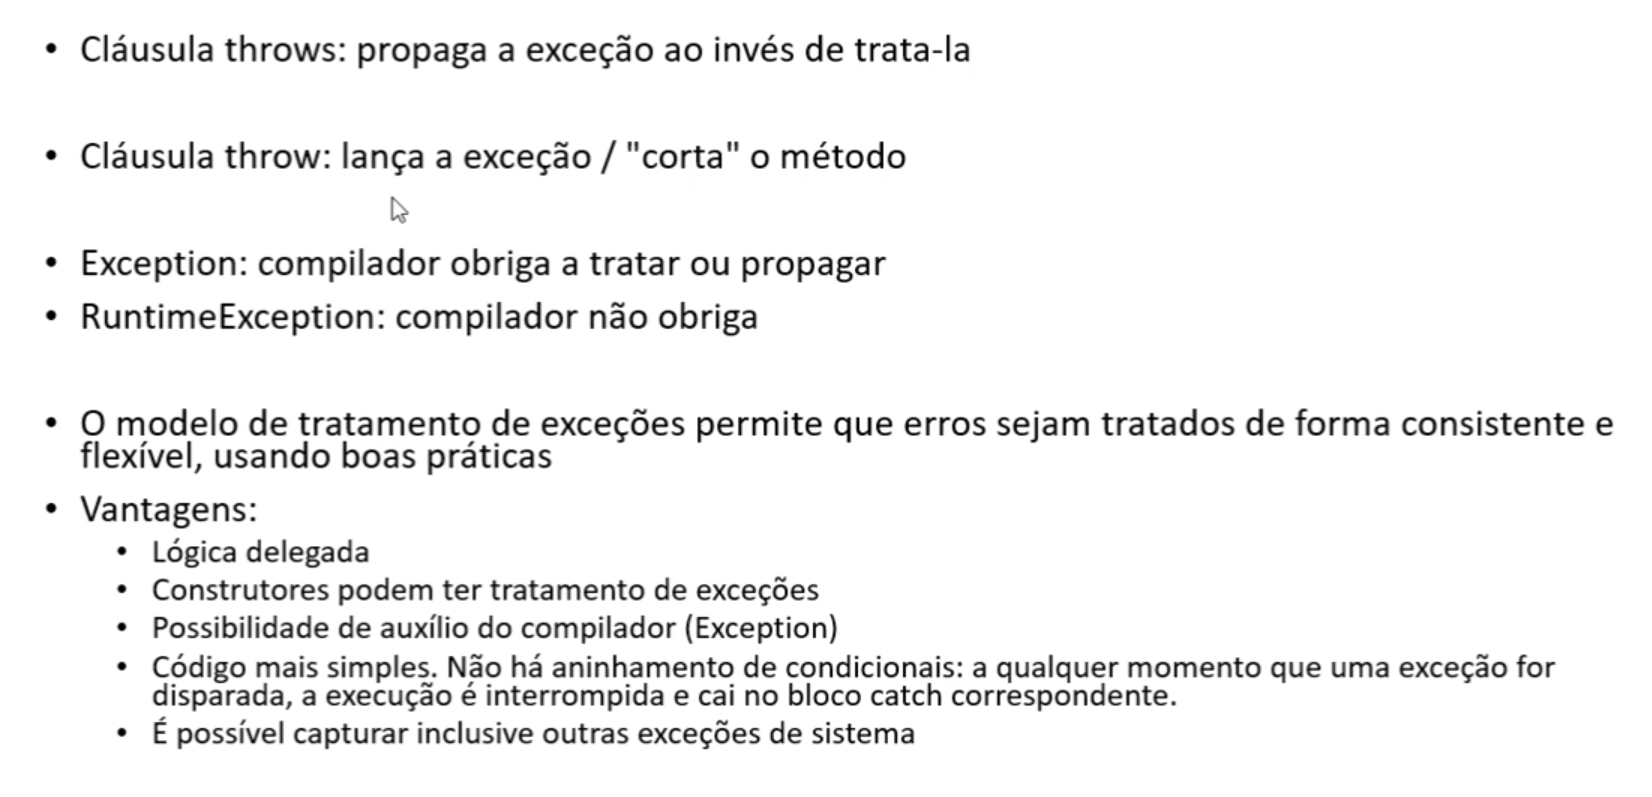 • Cláusula throws: propaga a exceção ao invés de trata-la
• Cláusula throw: lança a exceção / "corta" o método
• Exception: compilador obriga a tratar ou propagar
• RuntimeException: compilador não obriga
• O modelo de tratamento de exceções permite que erros sejam tratados de forma consistente e
flexível, usando boas práticas
• Vantagens:
• Lógica delegada
• Construtores podem ter tratamento de exceções
• Possibilidade de auxílio do compilador (Exception)
• Código mais simples. Não há aninhamento de condicionais: a qualquer momento que uma exceção for
disparada, a execução é interrompida e cai no bloco catch correspondente.
• É possível capturar inclusive outras exceções de sistema